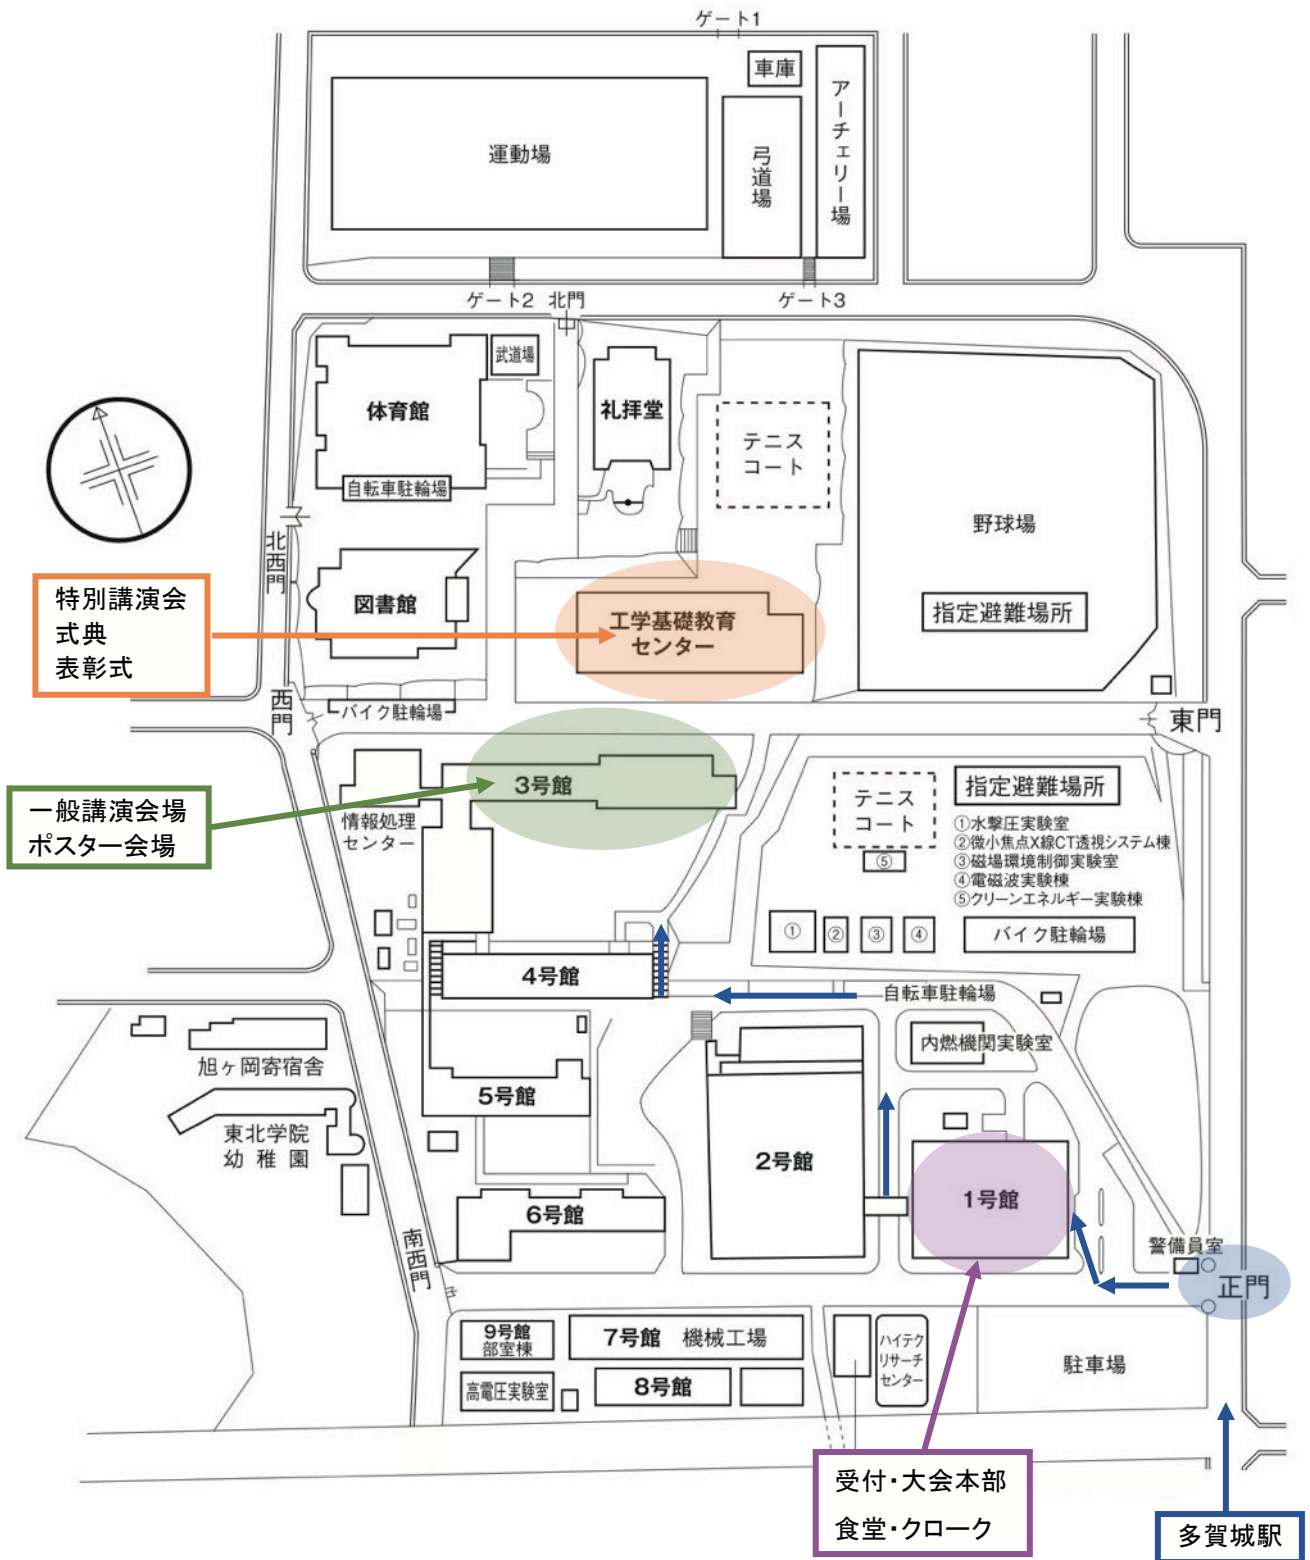 ゲート1
車庫
アーチェリー場
運動場
弓道場
ゲート2
北門
ゲート3
武道場
体育館
礼拝堂
テニス
コート
自転車駐輪場
野球場
北西門
特別講演会
式典
表彰式
図書館
工学基礎教育
センター
指定避難場所
西門
バイク駐輪場
東門
3号館
一般講演会場
ポスター会場
情報処理
センター
テニス
コート
⑤
指定避難場所
①水撃圧実験室
②微小焦点X線CT透視システム棟
③磁場環境制御実験室
④電磁波実験棟
⑤クリーンエネルギー実験棟
①
②
③
④
バイク駐輪場
4号館
自転車駐輪場
内燃機関実験室
旭ヶ岡寄宿舎
5号館
東北学院
幼稚園
2号館
1号館
6号館
南西門
警備員室
正門
9号館
部室棟
7号館 機械工場
ハイテク
リサーチ
センター
駐車場
高電圧実験室
8号館
受付・大会本部
食堂・クローク
多賀城駅